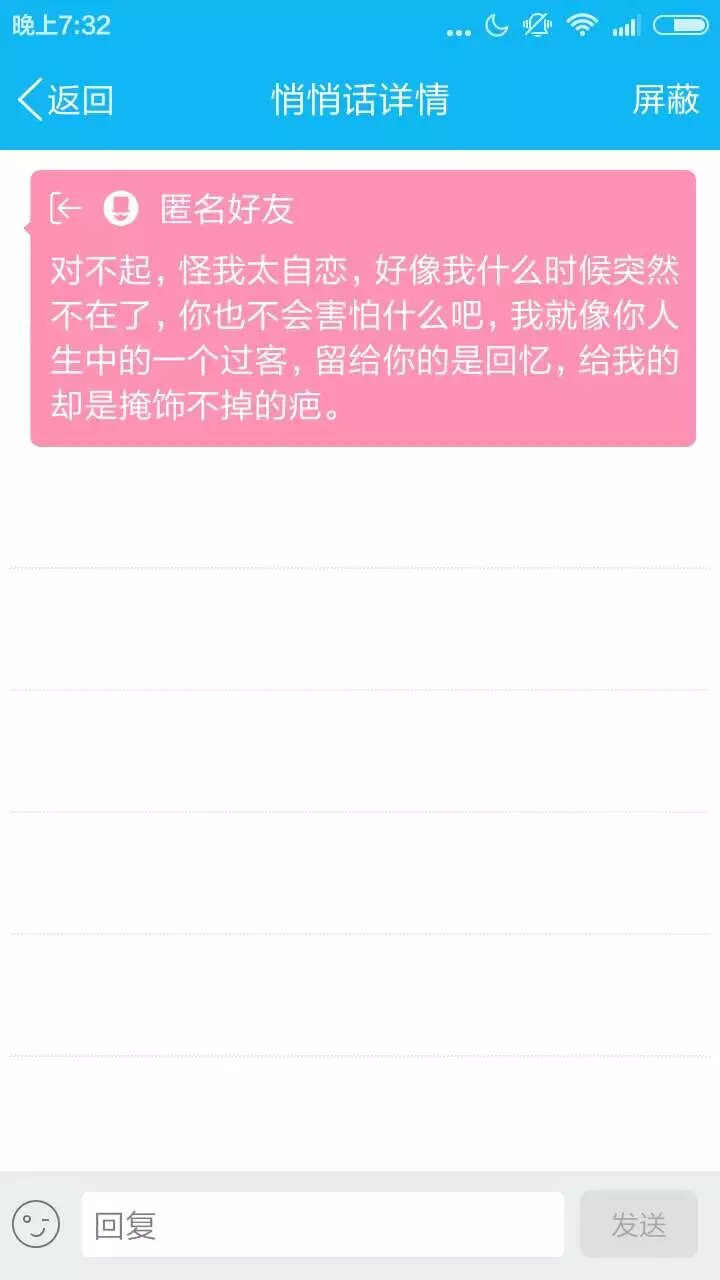 晚上7:32
返回
悄悄话详情
屏蔽
匿名好友
对不起，怪我太自恋，好像我什么时候突然
不在了，你也不会害怕什么吧，我就像你人
生中的一个过客，留给你的是回忆，给我的
却是掩饰不掉的疤。
回复
发送